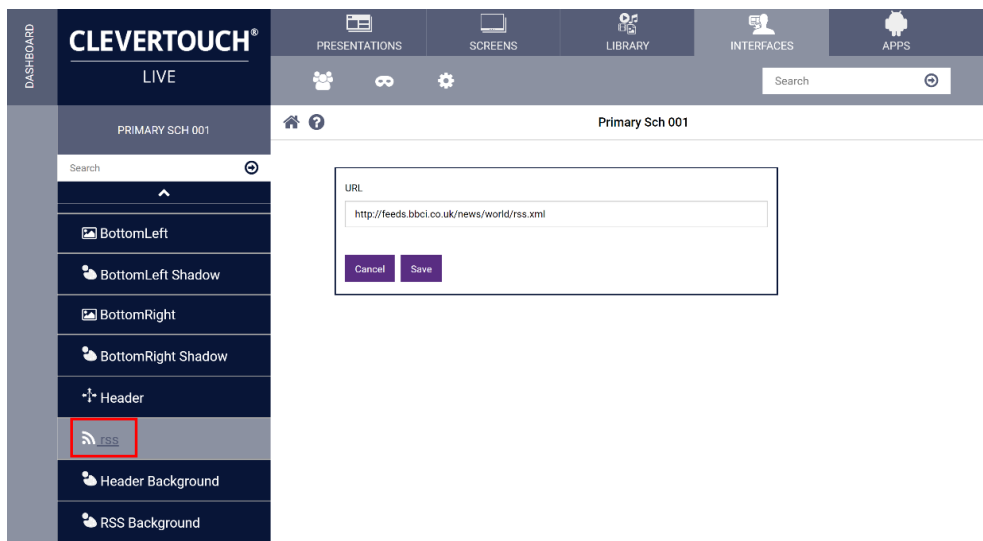 DASHBOARD
CLEVERTOUCH®
LIVE
PRESENTATIONS
SCREENS
LIBRARY
INTERFACES
APPS
Search
PRIMARY SCH 001
Primary Sch 001
Search
BottomLeft
BottomLeft Shadow
BottomRight
BottomRight Shadow
Header
rss
Header Background
RSS Background
URL
http://feeds.bbci.co.uk/news/world/rss.xml
Cancel
Save